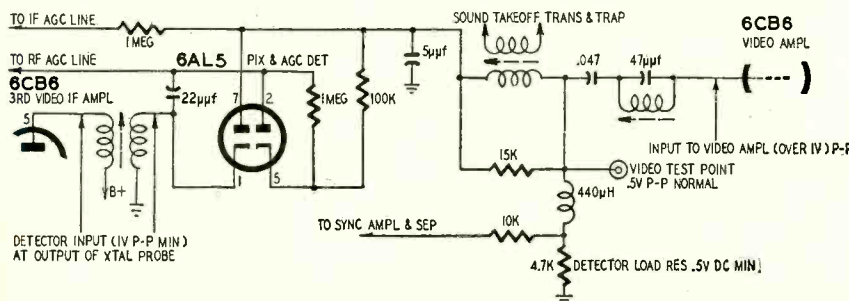 TO IF AGC LINE
1 MEG
SOUND TAKEOFF TRANS & TRAP
6CB6
VIDEO AMPL
TO RF AGC LINE
6AL5
PIX & AGC DET
5µµf
.047
47µµf
6CB6
3RD VIDEO IF AMPL
22µµf
7
2
1MEG
100K
5
1
5
B+
15K
INPUT TO VIDEO AMPL (OVER 1V) P-P
VIDEO TEST POINT
.5V P-P NORMAL
440µH
DETECTOR INPUT (1V P-P MIN)
AT OUTPUT OF XTAL PROBE
TO SYNC AMPL & SEP
10K
4.7K
DETECTOR LOAD RES .5V DC MIN.